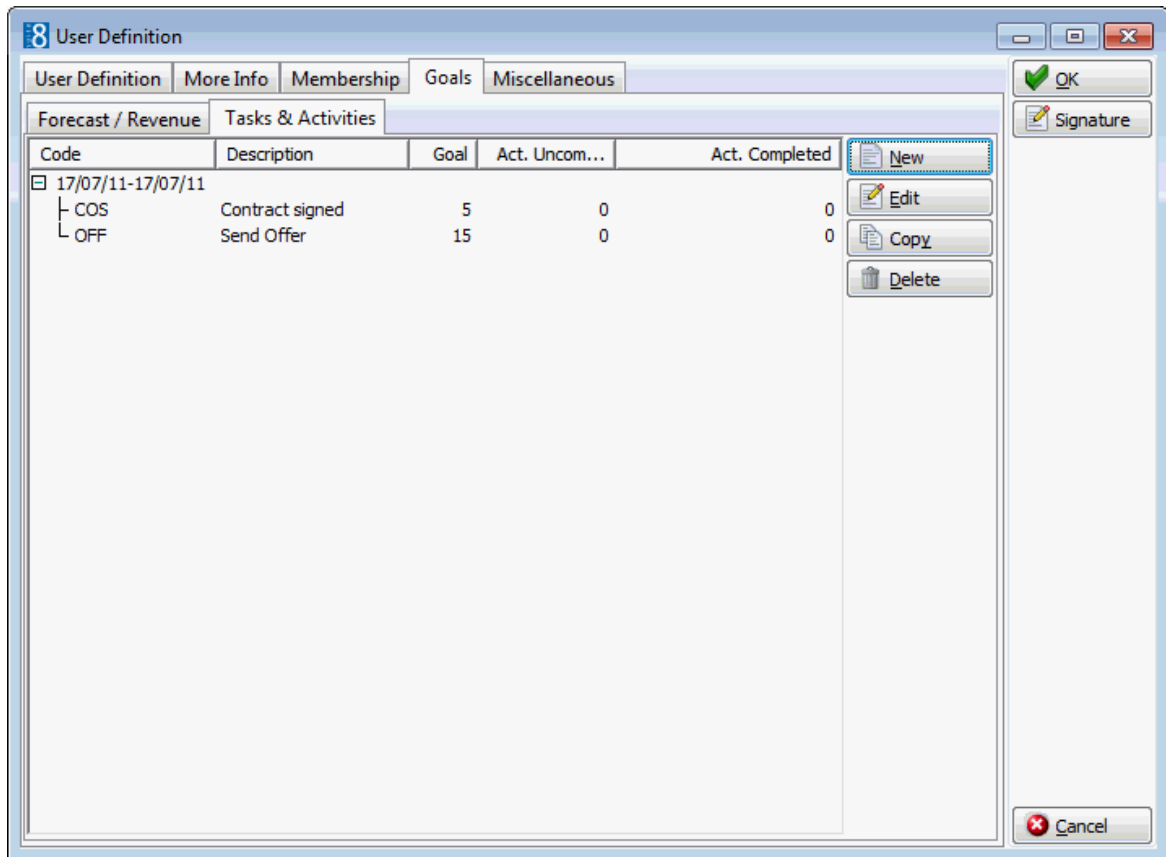 8 User Definition
User Definition More Info Membership Goals Miscellaneous
OK
Forecast / Revenue Tasks & Activities
Signature
Code Description Goal Act. Uncom... Act. Completed
New
17/07/11-17/07/11
Edit
COS Contract signed 5 0 0
OFF Send Offer 15 0 0
Copy
Delete
Cancel